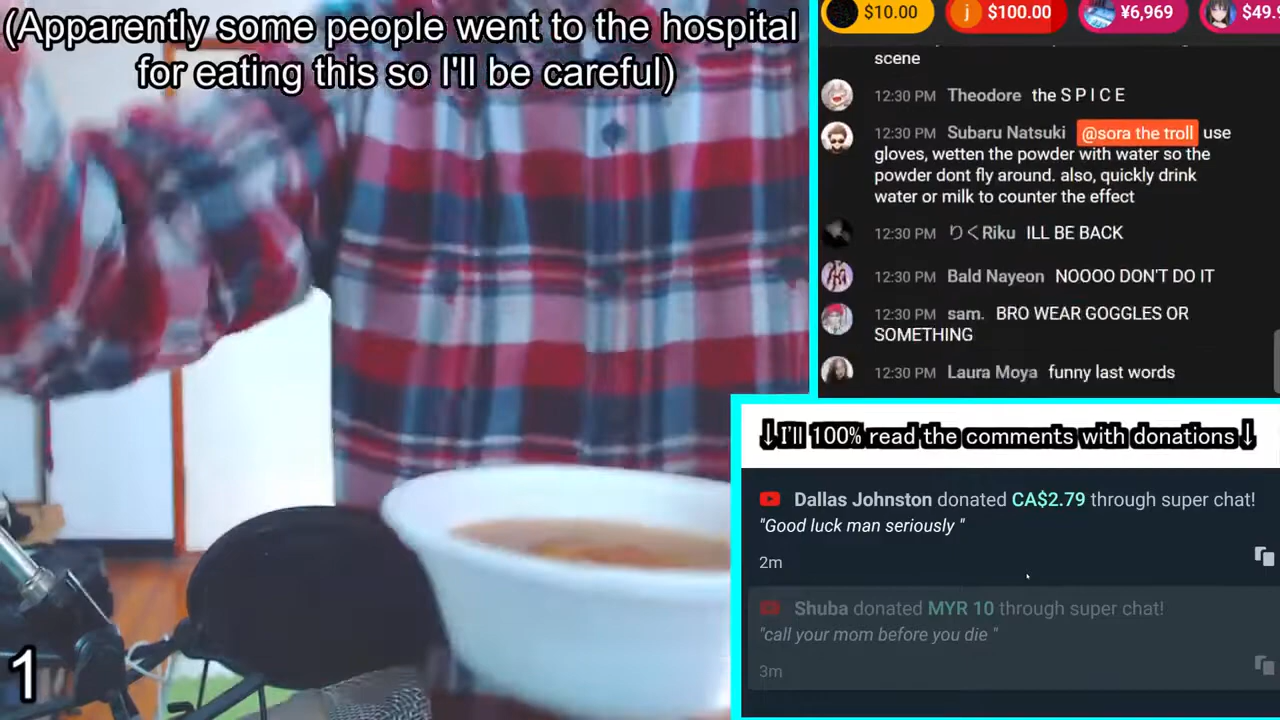 (Apparently some people went to the hospital
for eating this so I'll be careful)
1
$10.00
j $100.00
¥6,969
scene
12:30 PM Theodore the S P I C E
12:30 PM Subaru Natsuki @sora the troll use
gloves, wetten the powder with water so the
powder dont fly around. also, quickly drink
water or milk to counter the effect
12:30 PM りくRiku ILL BE BACK
12:30 PM Bald Nayeon NOOOO DON'T DO IT
12:30 PM sam. BRO WEAR GOGGLES OR
SOMETHING
12:30 PM Laura Moya funny last words
↓I'll 100% read the comments with donations↓
Dallas Johnston donated CA$2.79 through super chat!
"Good luck man seriously "
2m
Shuba donated MYR 10 through super chat!
"call your mom before you die "
3m